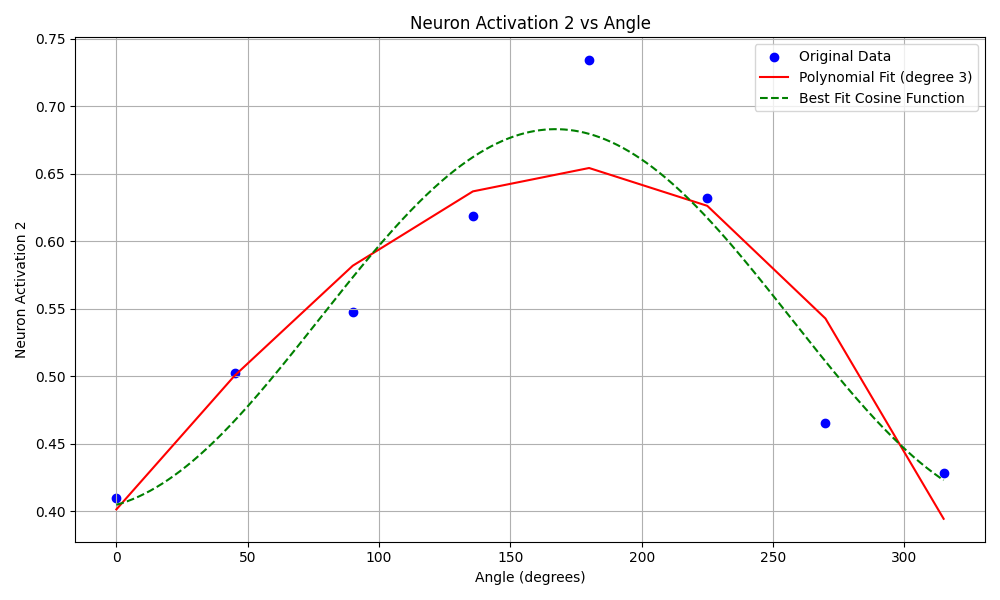 Neuron Activation 2 vs Angle
Original Data
Polynomial Fit (degree 3)
Best Fit Cosine Function
0.75
0.70
0.65
0.60
0.55
0.50
0.45
0.40
Neuron Activation 2
0 50 100 150 200 250 300
Angle (degrees)